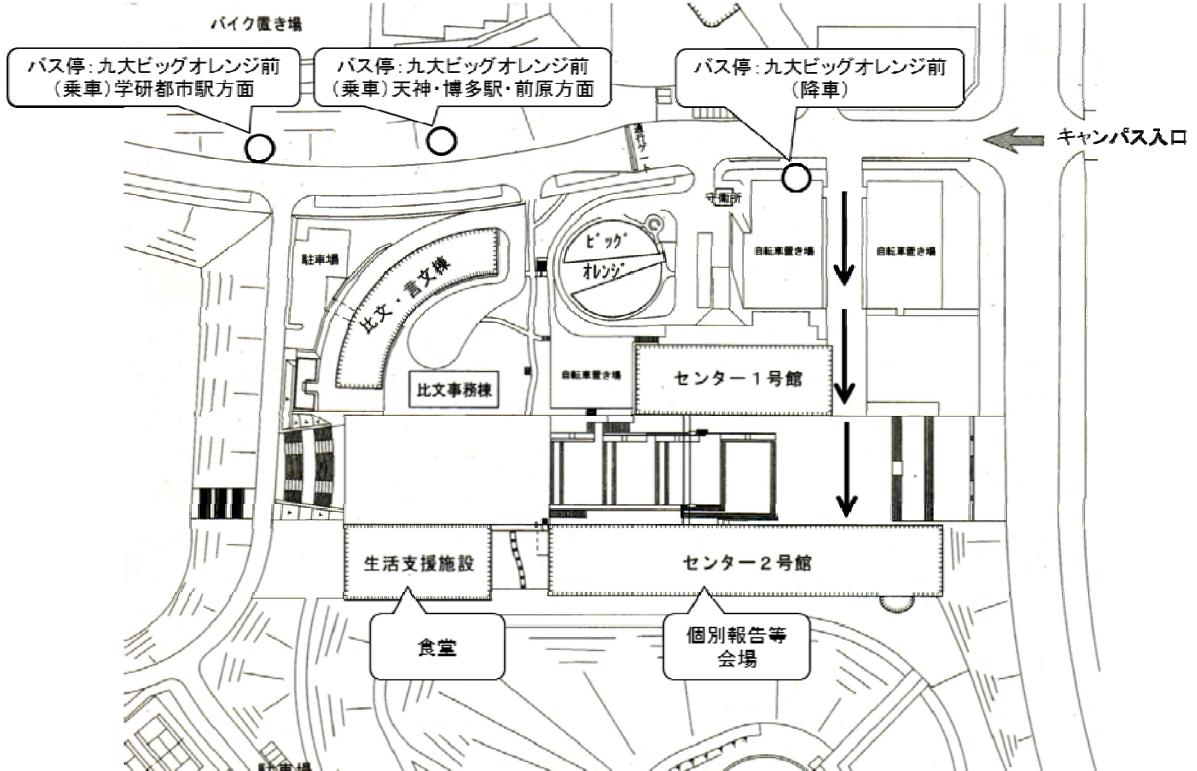 バイク置き場
バス停：九大ビッグオレンジ前
（乗車）学研都市駅方面
バス停：九大ビッグオレンジ前
（乗車）天神・博多駅・前原方面
バス停：九大ビッグオレンジ前
（降車）
キャンパス入口
通行ゲート
守衛所
ビッグ
オレンジ
自転車置き場
自転車置き場
駐車場
比文・言文棟
比文事務棟
自転車置き場
センター１号館
生活支援施設
センター２号館
食堂
個別報告等
会場
駐車場